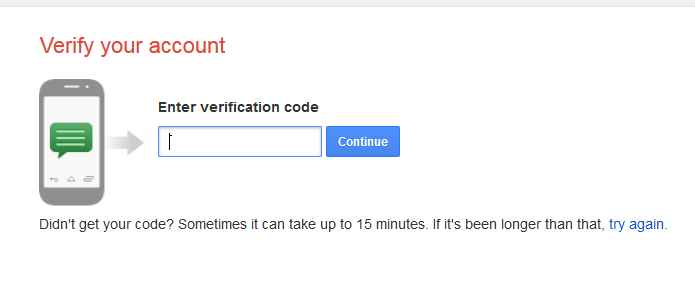 Verify your account
Enter verification code
Continue
Didn't get your code? Sometimes it can take up to 15 minutes. If it's been longer than that, try again.